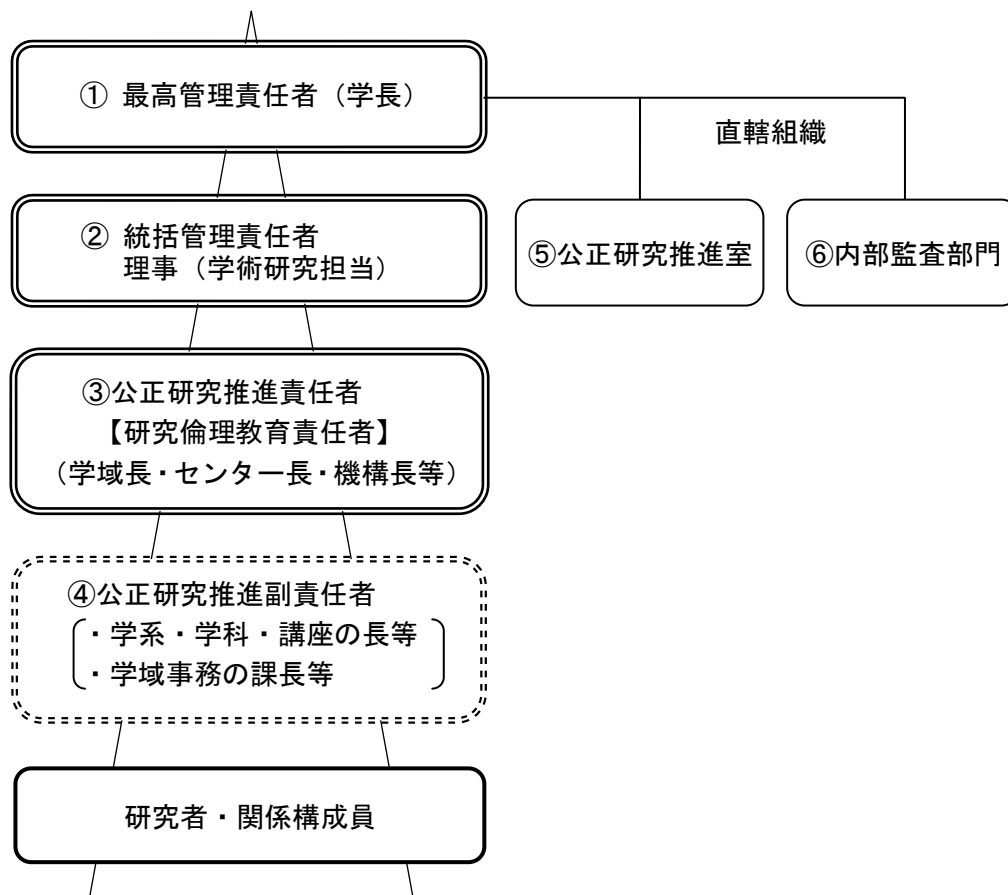 ① 最高管理責任者（学長）
直轄組織
② 統括管理責任者
理事（学術研究担当）
⑤公正研究推進室
⑥内部監査部門
③公正研究推進責任者
【研究倫理教育責任者】
（学域長・センター長・機構長等）
④公正研究推進副責任者
・学系・学科・講座の長等
・学域事務の課長等
研究者・関係構成員